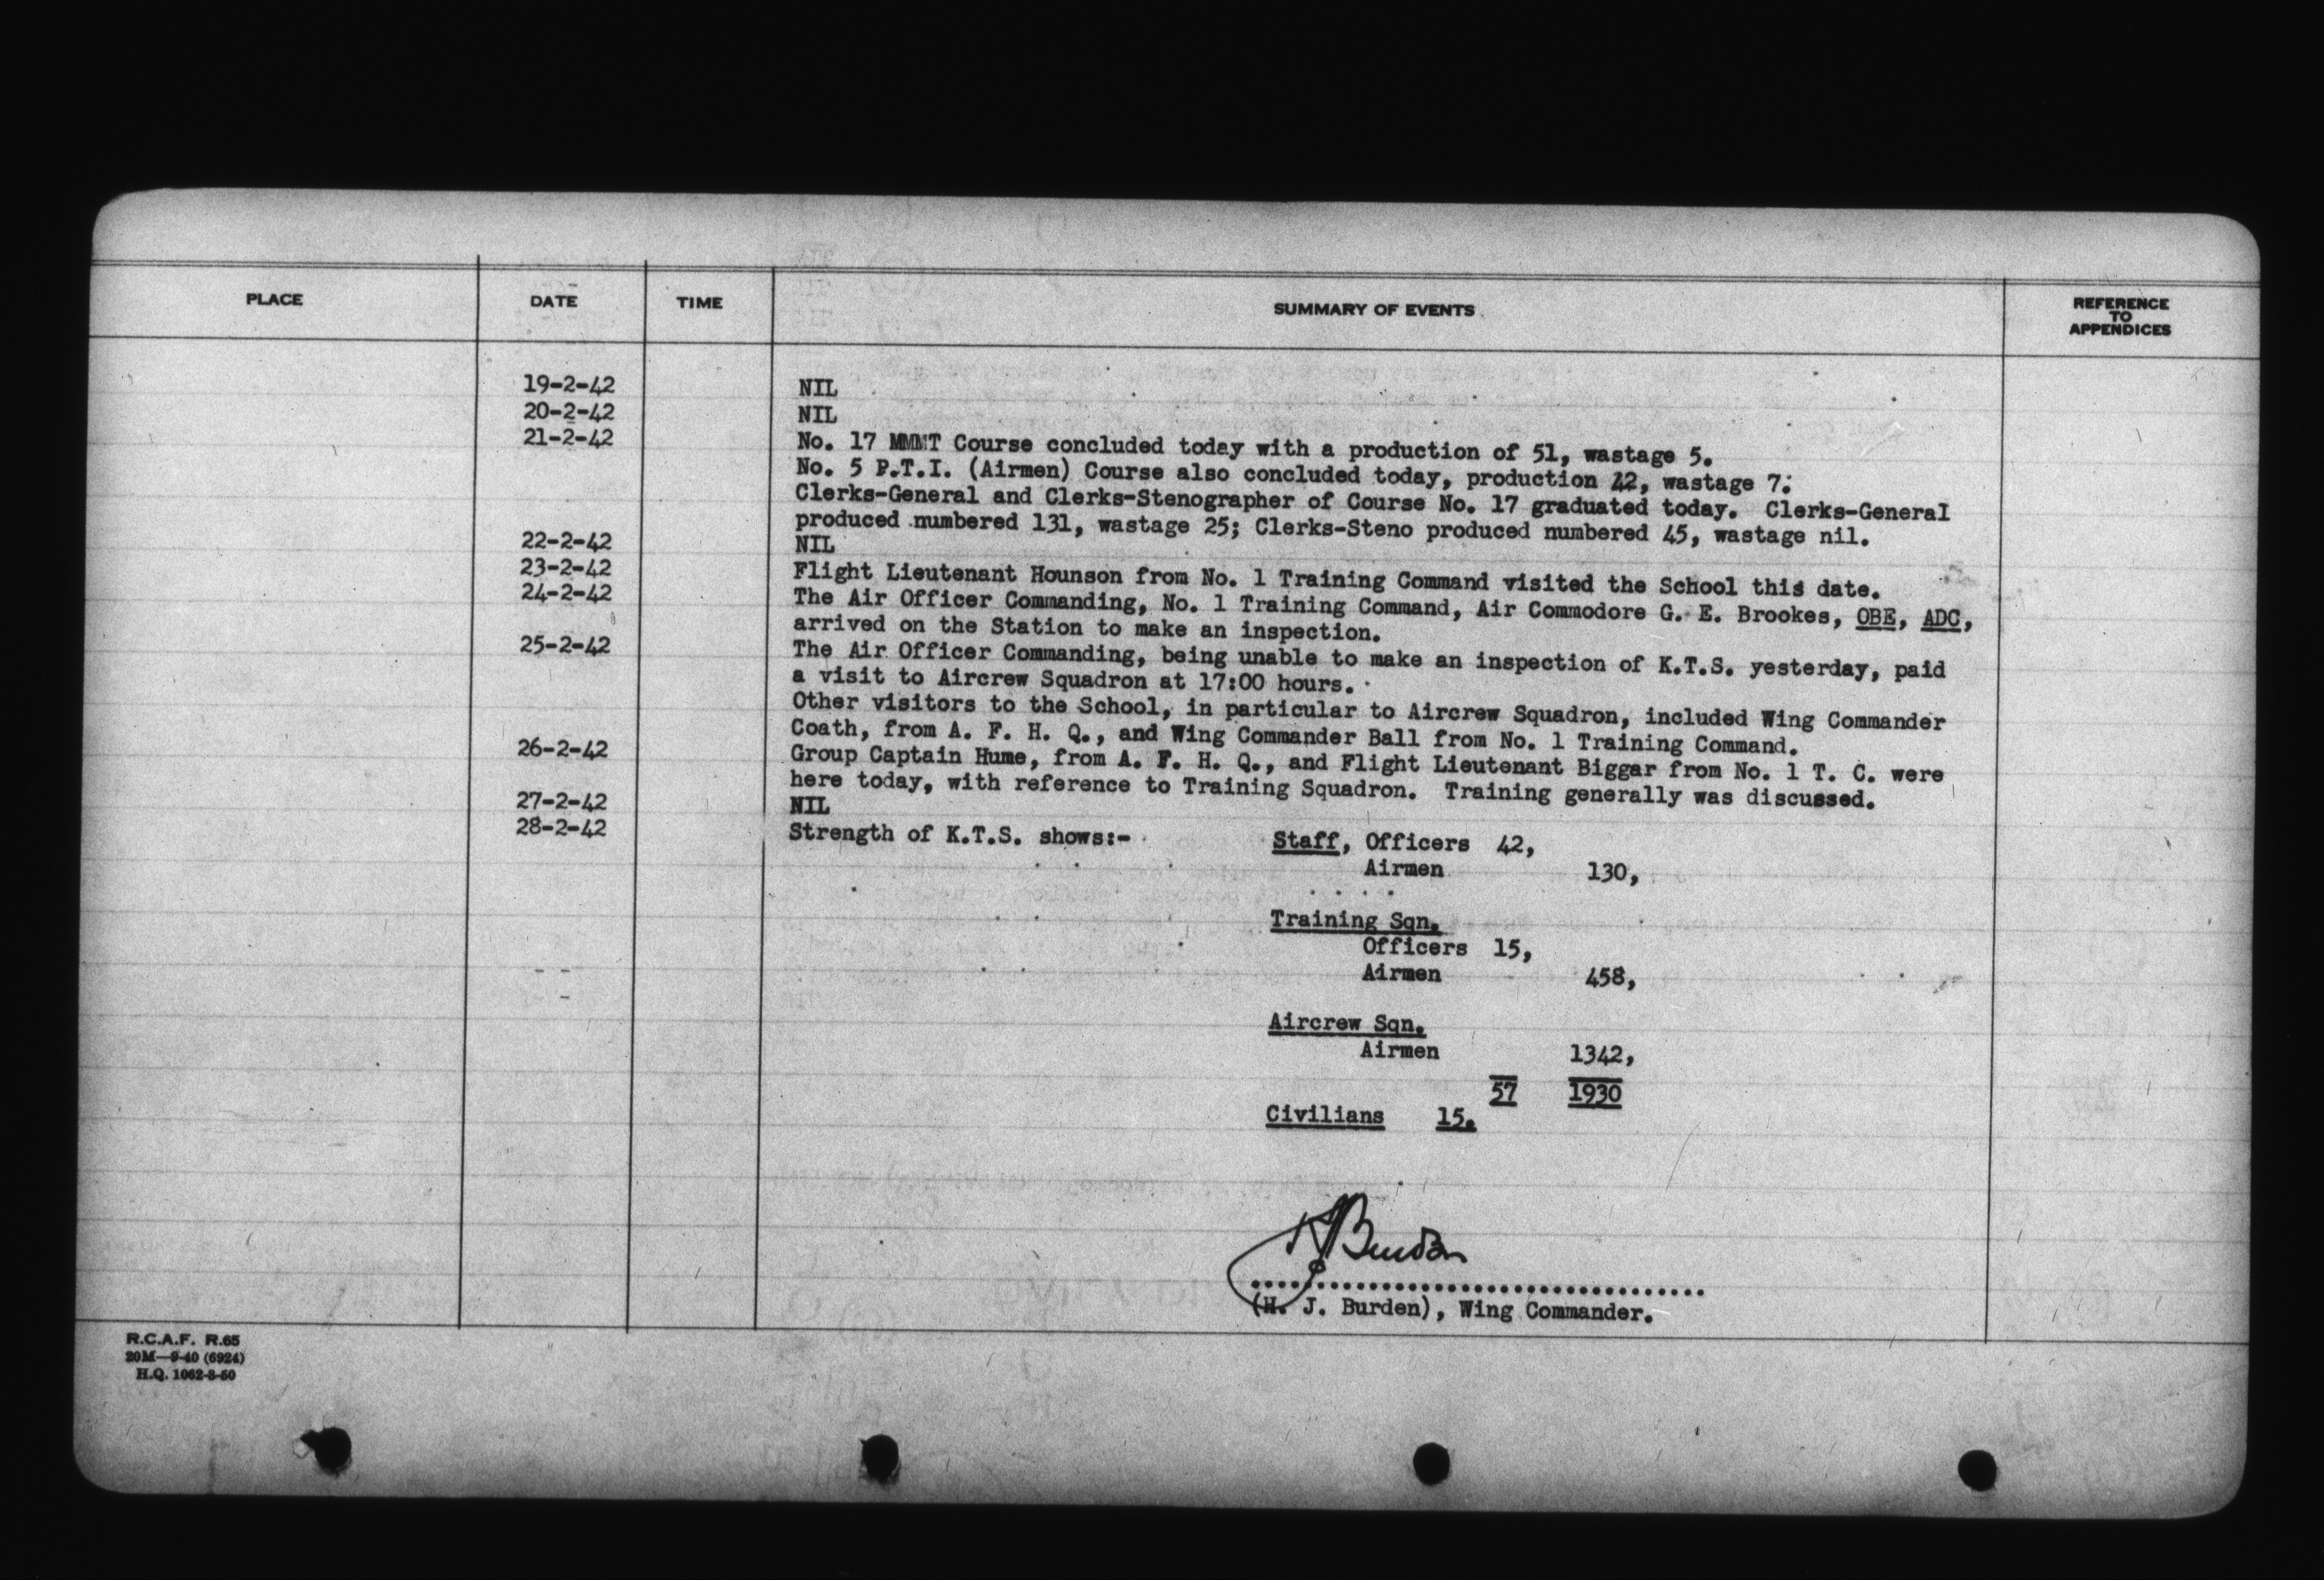 PLACE DATE TIME SUMMARY OF EVENTS REFERENCE TO APPENDICES
19-2-42 NIL
20-2-42 NIL
21-2-42 No. 17 MMMT Course concluded today with a production of 51, wastage 5.
No. 5 P.T.I. (Airmen) Course also concluded today, production 42, wastage 7.
Clerks-General and Clerks-Stenographer of Course No. 17 graduated today. Clerks-General
produced numbered 131, wastage 25; Clerks-Steno produced numbered 45, wastage nil.
22-2-42 NIL
23-2-42 Flight Lieutenant Hounson from No. 1 Training Command visited the School this date.
24-2-42 The Air Officer Commanding, No. 1 Training Command, Air Commodore G. E. Brookes, OBE, ADC,
arrived on the Station to make an inspection.
25-2-42 The Air Officer Commanding, being unable to make an inspection of K.T.S. yesterday, paid
a visit to Aircrew Squadron at 17:00 hours.
Other visitors to the School, in particular to Aircrew Squadron, included Wing Commander
Coath, from A. F. H. Q., and Wing Commander Ball from No. 1 Training Command.
26-2-42 Group Captain Hume, from A. F. H. Q., and Flight Lieutenant Biggar from No. 1 T. C. were
here today, with reference to Training Squadron. Training generally was discussed.
27-2-42 NIL
28-2-42 Strength of K.T.S. shows:- Staff, Officers 42,
Airmen 130,
Training Sqn.
Officers 15,
Airmen 458,
Aircrew Sqn.
Airmen 1342,
57 1930
Civilians 15.
HJBurden
(H. J. Burden), Wing Commander.
R.C.A.F. R.65
20M—9-40 (6924)
H.Q. 1062-3-50